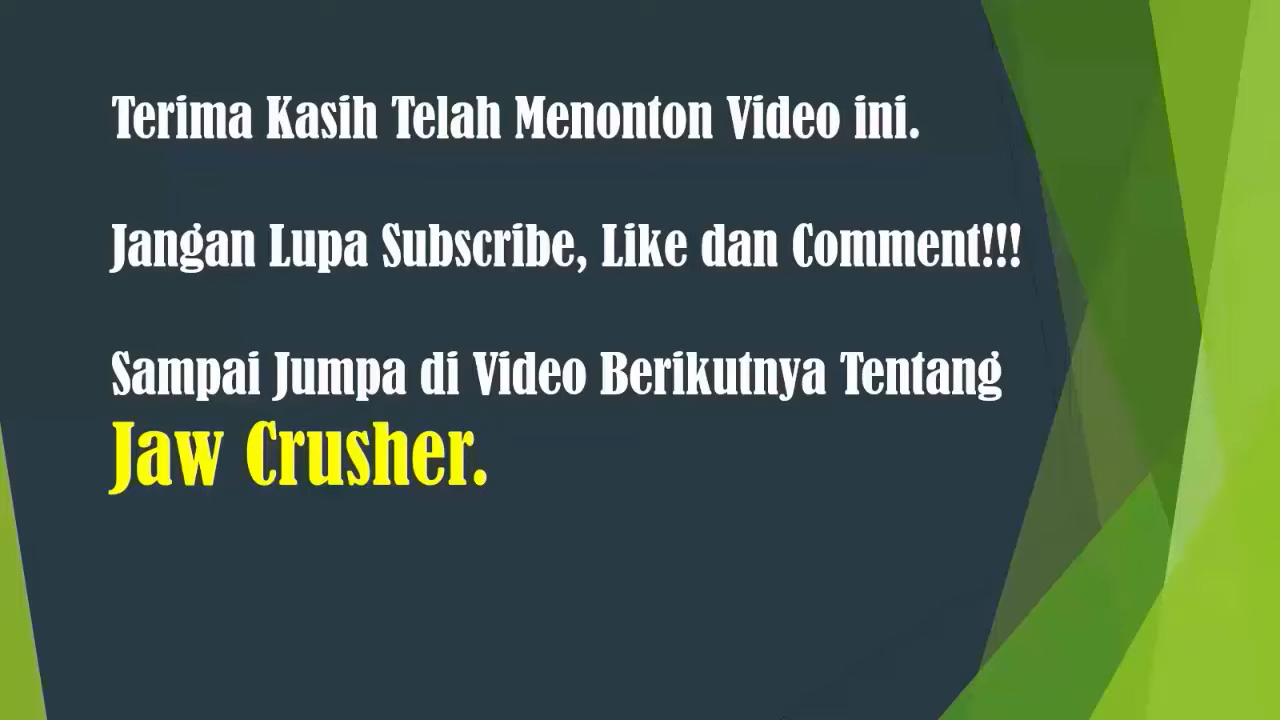 Terima Kasih Telah Menonton Video ini.
Jangan Lupa Subscribe, Like dan Comment!!!
Sampai Jumpa di Video Berikutnya Tentang
Jaw Crusher.